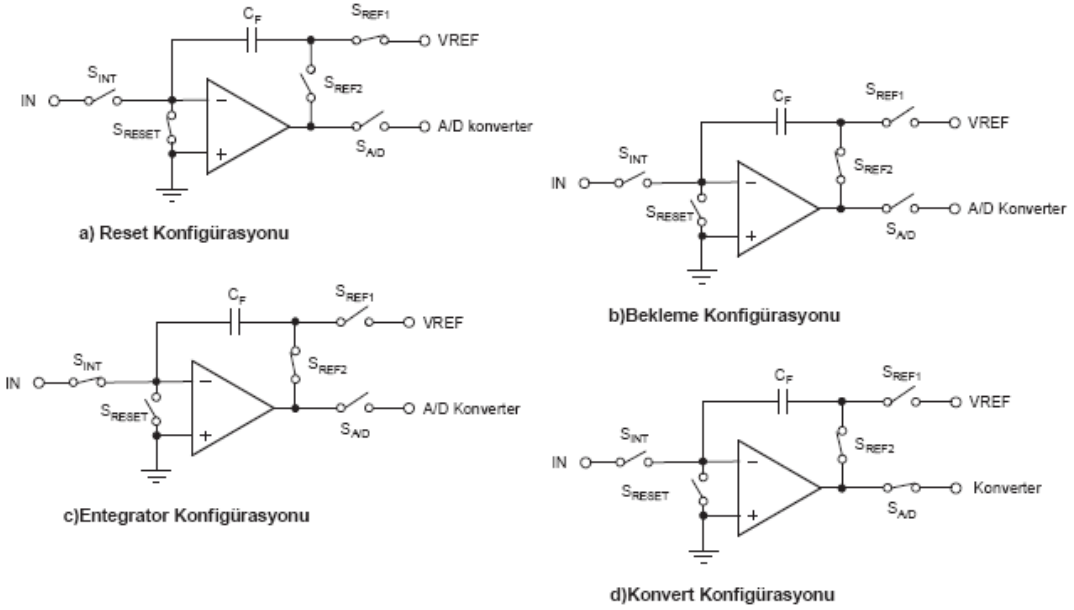 C_F
S_REF1
VREF
S_INT
IN
S_REF2
S_RESET
−
+
A/D konverter
S_A/D
a) Reset Konfigürasyonu
C_F
S_REF1
VREF
S_INT
IN
S_REF2
S_RESET
−
+
A/D Konverter
S_A/D
b)Bekleme Konfigürasyonu
C_F
S_REF1
VREF
S_INT
IN
S_REF2
S_RESET
−
+
A/D Konverter
S_A/D
c)Entegrator Konfigürasyonu
C_F
S_REF1
VREF
S_INT
IN
S_REF2
S_RESET
−
+
Konverter
S_A/D
d)Konvert Konfigürasyonu